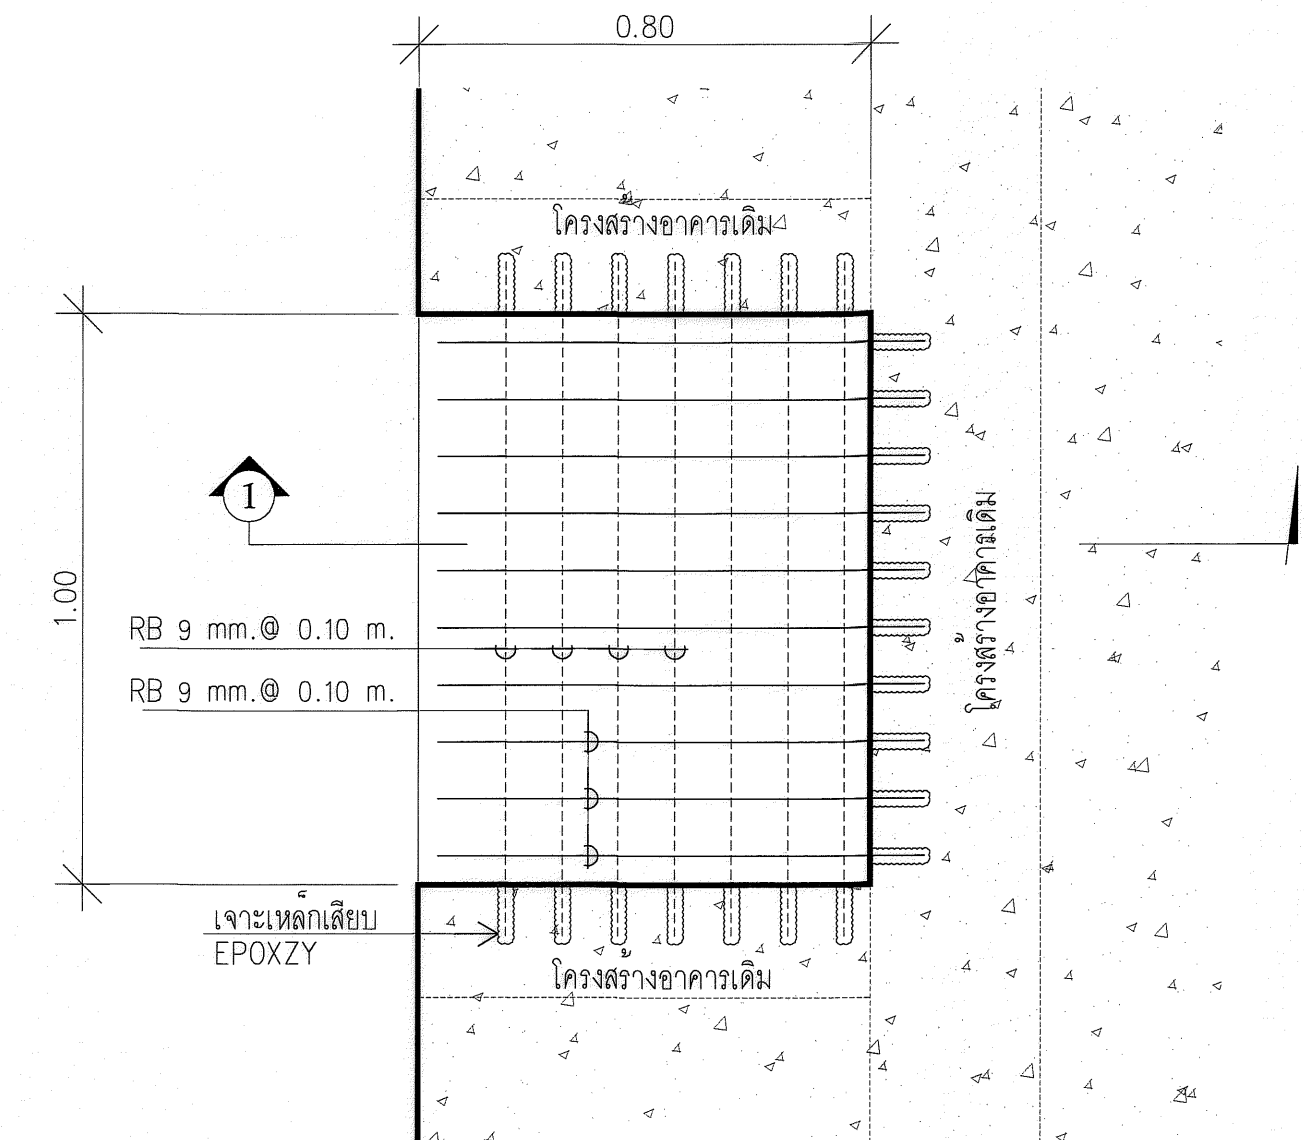 0.80
โครงสร้างอาคารเดิม
1
1.00
โครงสร้างอาคารเดิม
RB 9 mm.@ 0.10 m.
RB 9 mm.@ 0.10 m.
เจาะเหล็กเสียบ
EPOXZY
โครงสร้างอาคารเดิม